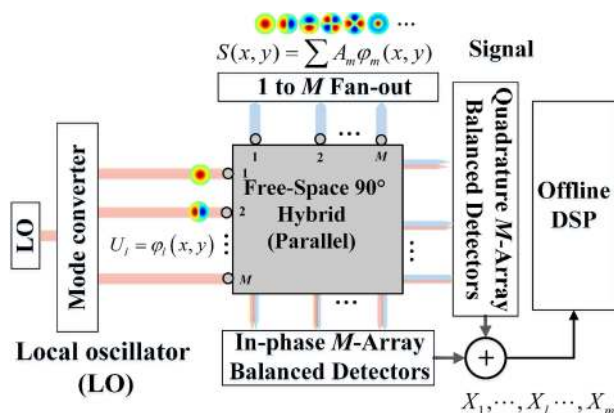 S(x, y) = ∑ A_m φ_m (x, y)
Signal
1 to M Fan-out
1 2 ··· M
1
2
⋮
M
Free-Space 90°
Hybrid
(Parallel)
LO
Mode converter
U_l = φ_l (x, y)
Quadrature M-Array
Balanced Detectors
Offline
DSP
Local oscillator
(LO)
In-phase M-Array
Balanced Detectors
+
X_1, ···, X_l ···, X_m